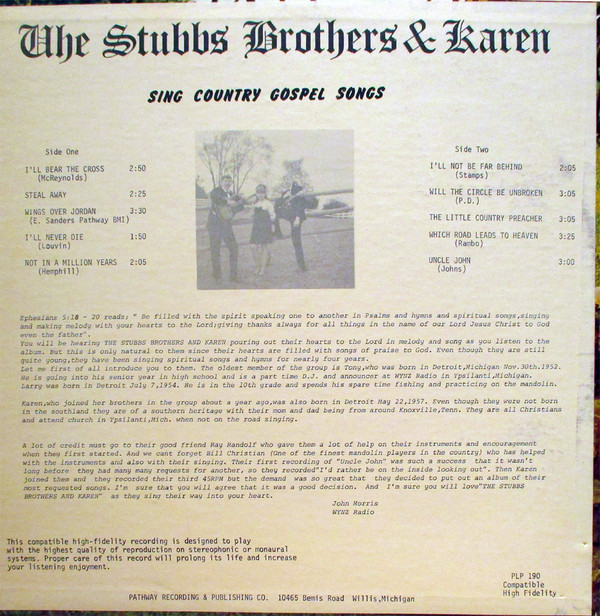 The Stubbs Brothers & Karen
SING COUNTRY GOSPEL SONGS
Side One
I'LL BEAR THE CROSS 2:50
(McReynolds)
STEAL AWAY 2:25
WINGS OVER JORDAN 3:30
(E. Sanders Pathway BMI)
I'LL NEVER DIE 1:50
(Louvin)
NOT IN A MILLION YEARS 2:05
(Hemphill)
Side Two
I'LL NOT BE FAR BEHIND 2:05
(Stamps)
WILL THE CIRCLE BE UNBROKEN 3:05
(P.D.)
THE LITTLE COUNTRY PREACHER 3:05
WHICH ROAD LEADS TO HEAVEN 3:25
(Rambo)
UNCLE JOHN 3:00
(Johns)
Ephesians 5:18 - 20 reads; " Be filled with the spirit speaking one to another in Psalms and hymns and spiritual songs,singing
and making melody with your hearts to the Lord;giving thanks always for all things in the name of our Lord Jesus Christ to God
even the father".
You will be hearing THE STUBBS BROTHERS AND KAREN pouring out their hearts to the Lord in melody and song as you listen to the
album. But this is only natural to them since their hearts are filled with songs of praise to God. Even though they are still
quite young,they have been singing spiritual songs and hymns for nearly four years.
Let me first of all introduce you to them. The oldest member of the group is Tony,who was born in Detroit,Michigan Nov.30th.1952.
He is going into his senior year in high school and is a part time D.J. and announcer at WYNZ Radio in Ypsilanti,Michigan.
Larry was born in Detroit July 7,1954. He is in the 10th grade and spends his spare time fishing and practicing on the mandolin.
Karen,who joined her brothers in the group about a year ago,was also born in Detroit May 22,1957. Even though they were not born
in the southland they are of a southern heritage with their mom and dad being from around Knoxville,Tenn. They are all Christians
and attend church in Ypsilanti,Mich. when not on the road singing.
A lot of credit must go to their good friend Ray Randolf who gave them a lot of help on their instruments and encouragement
when they first started. And we cant forget Bill Christian (One of the finest mandolin players in the country) who has helped
with the instruments and also with their singing. Their first recording of "Uncle John" was such a success that it wasn't
long before they had many many requests for another, so they recorded"I'd rather be on the inside looking out". Then Karen
joined them and they recorded their third 45RPM but the demand was so great that they decided to put out an album of their
most requested songs. I'm sure that you will agree that it was a good decision. And I'm sure you will love"THE STUBBS
BROTHERS AND KAREN" as they sing their way into your heart.
John Morris
WYNZ Radio
This compatible high-fidelity recording is designed to play
with the highest quality of reproduction on stereophonic or monaural
systems. Proper care of this record will prolong its life and increase
your listening enjoyment.
PLP 190
Compatible
High Fidelity
PATHWAY RECORDING & PUBLISHING CO. 10465 Bemis Road Willis,Michigan